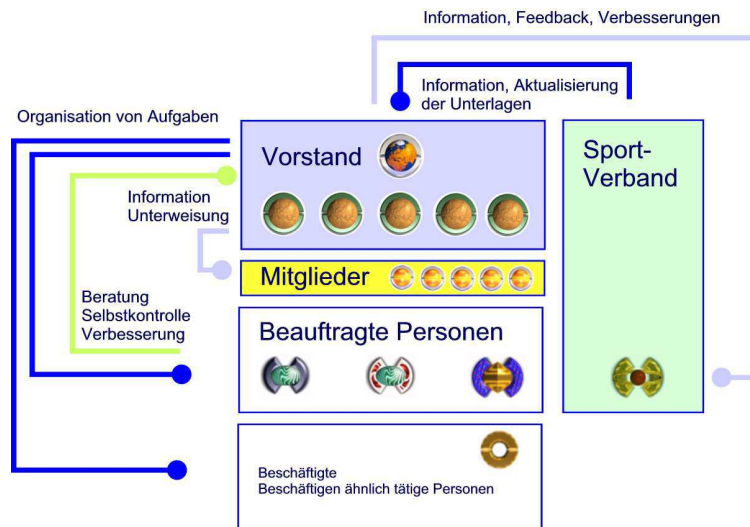 Information, Feedback, Verbesserungen
Information, Aktualisierung
der Unterlagen
Organisation von Aufgaben
Vorstand
Sport-
Verband
Information
Unterweisung
Mitglieder
Beratung
Selbstkontrolle
Verbesserung
Beauftragte Personen
Beschäftigte
Beschäftigen ähnlich tätige Personen